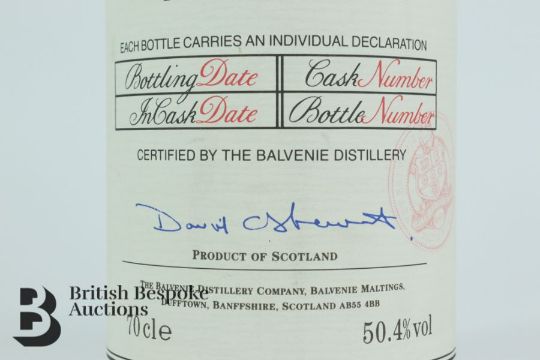 EACH BOTTLE CARRIES AN INDIVIDUAL DECLARATION
Bottling Date Cask Number
In Cask Date Bottle Number
CERTIFIED BY THE BALVENIE DISTILLERY
David C Stewart.
PRODUCT OF SCOTLAND
THE BALVENIE DISTILLERY COMPANY, BALVENIE MALTINGS,
DUFFTOWN, BANFFSHIRE, SCOTLAND AB55 4BB
70cle 50.4%vol
British Bespoke
Auctions